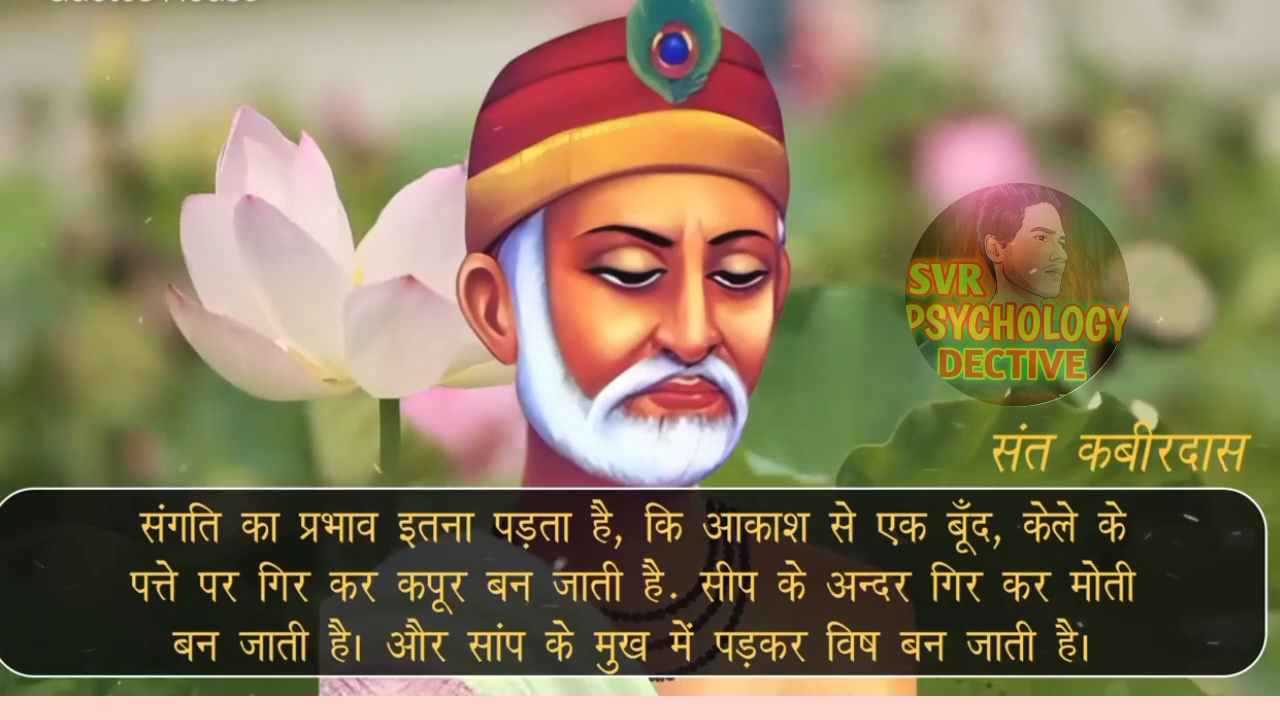 SVR
PSYCHOLOGY
DECTIVE
संत कबीरदास
संगति का प्रभाव इतना पड़ता है, कि आकाश से एक बूँद, केले के
पत्ते पर गिर कर कपूर बन जाती है. सीप के अन्दर गिर कर मोती
बन जाती है। और सांप के मुख में पड़कर विष बन जाती है।